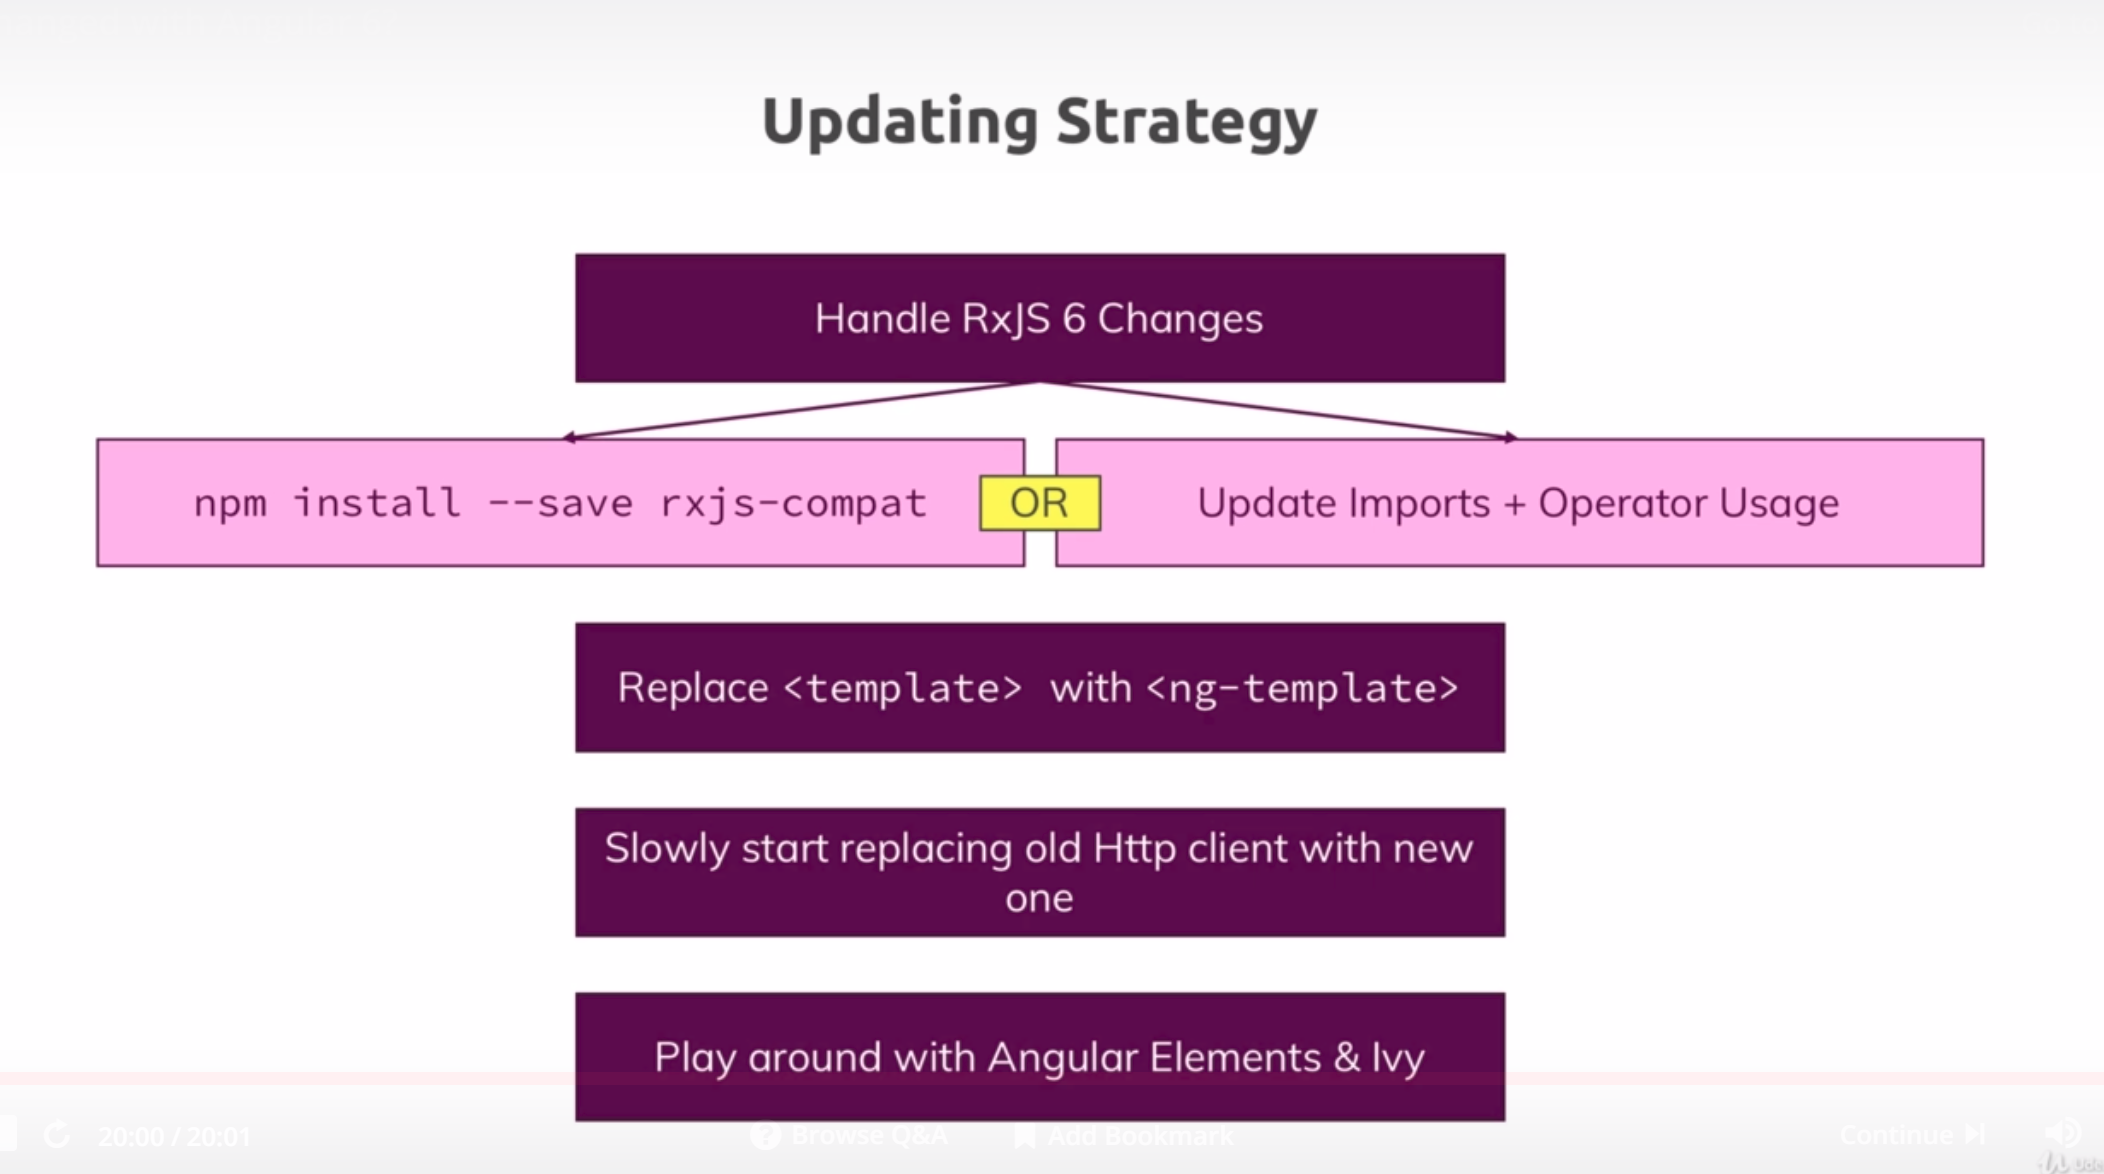 Updating Strategy
Handle RxJS 6 Changes
npm install --save rxjs-compat
OR
Update Imports + Operator Usage
Replace <template> with <ng-template>
Slowly start replacing old Http client with new
one
Play around with Angular Elements & Ivy
20:00 / 20:01
Browse Q&A
Add Bookmark
Continue